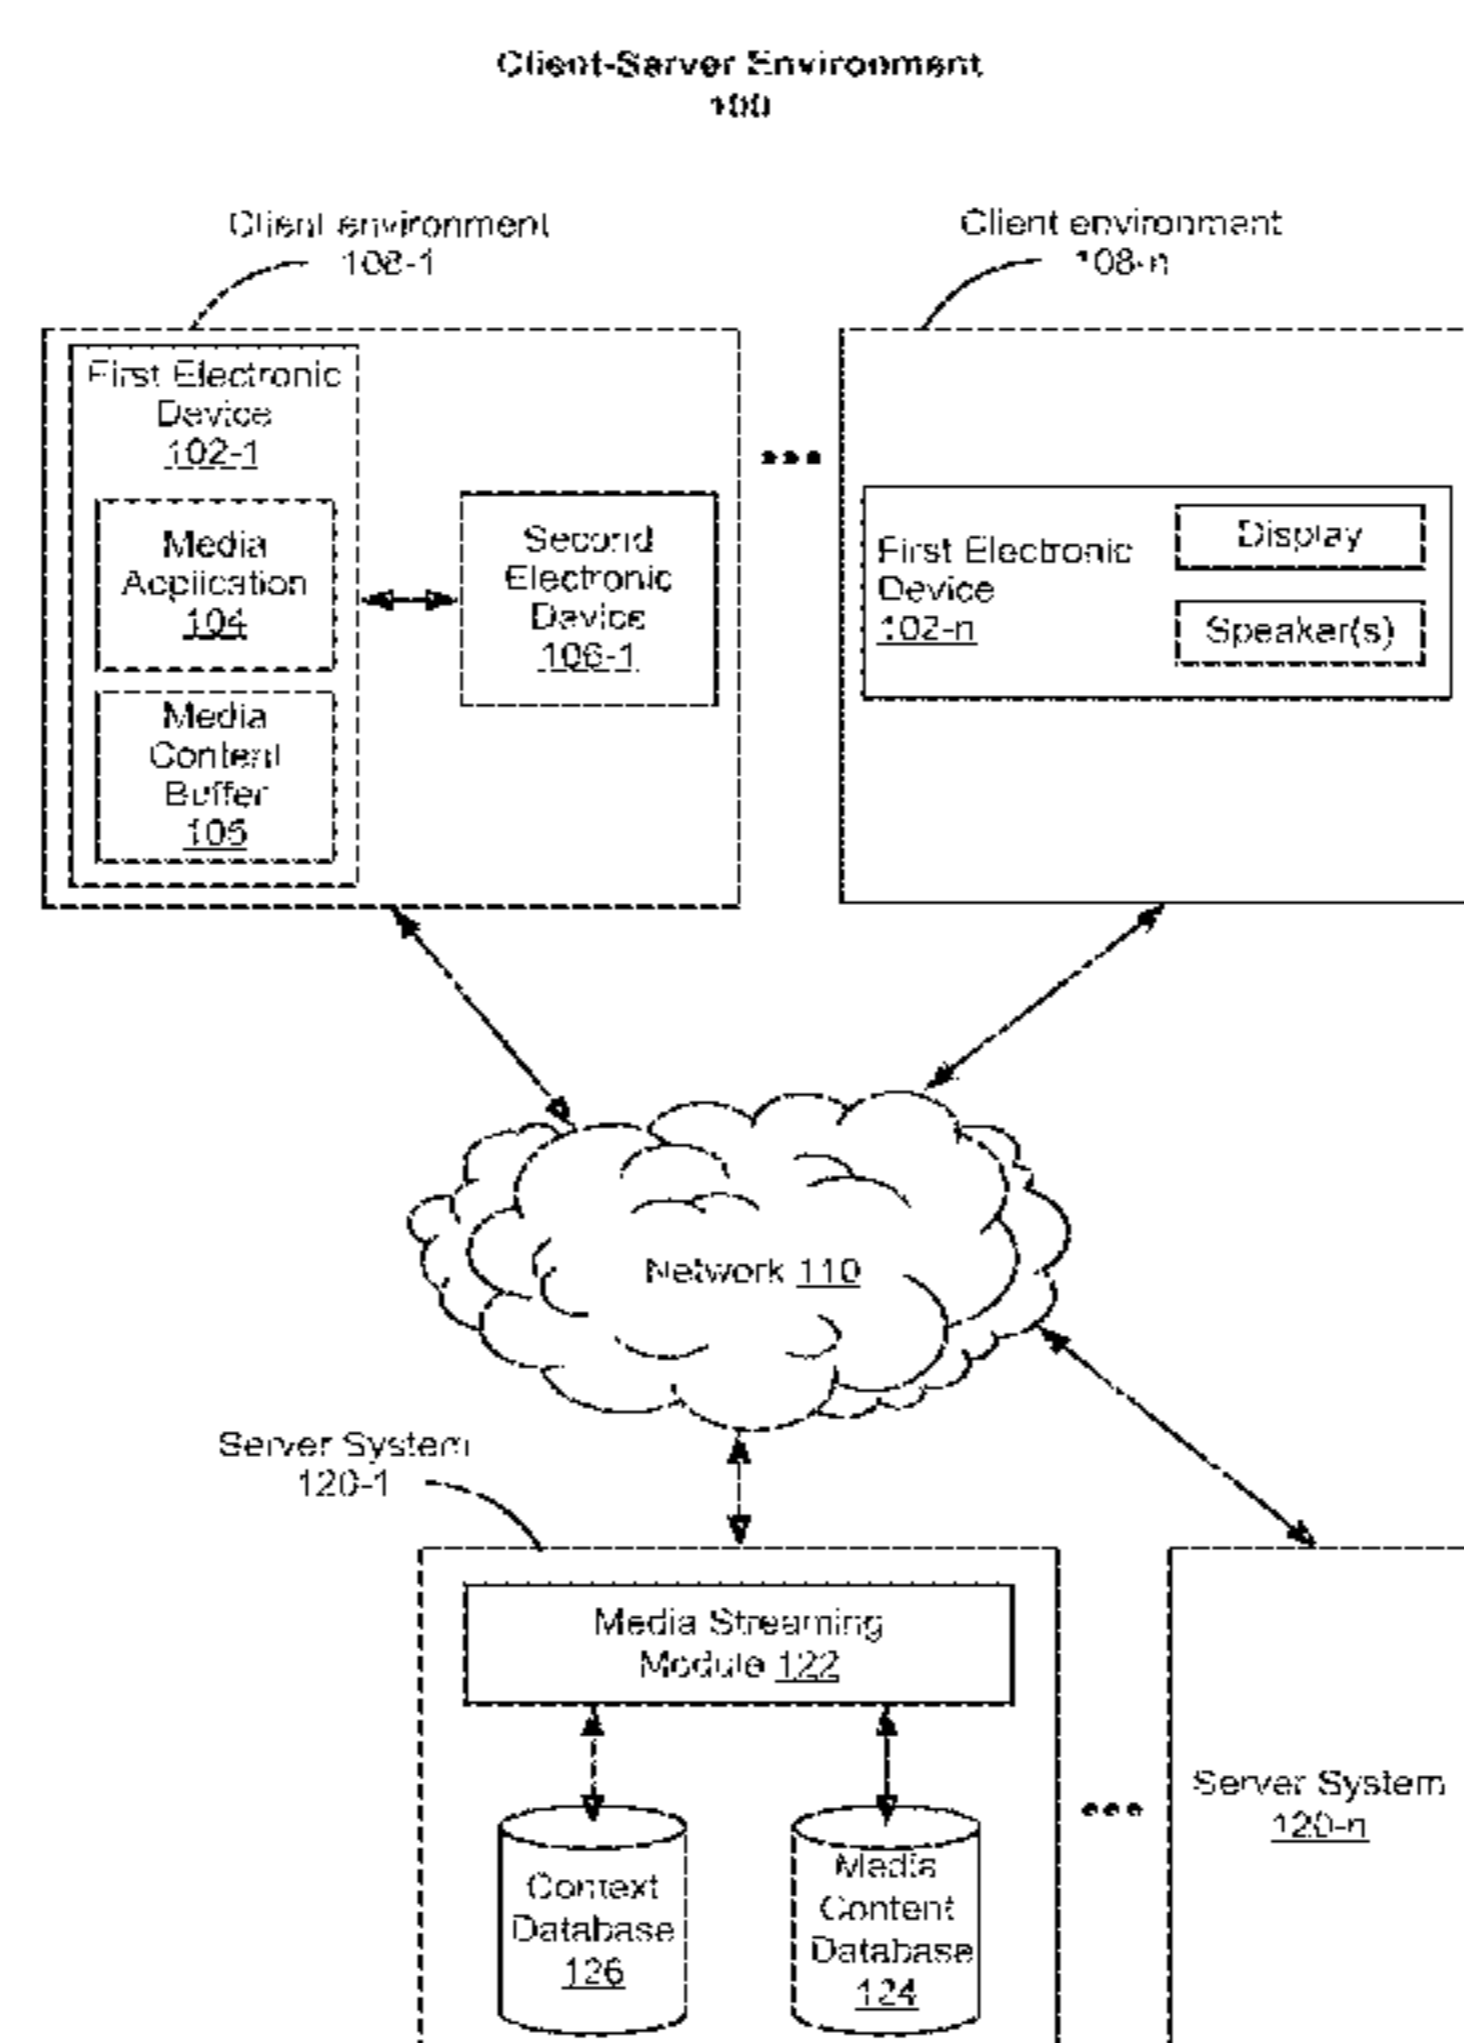 Client-Server Environment
100
Client environment
108-1
Client environment
108-n
First Electronic
Device
102-1
Media
Application
104
Media
Content
Buffer
105
Second
Electronic
Device
106-1
First Electronic
Device
102-n
Display
Speaker(s)
Network 110
Server System
120-1
Media Streaming
Module 122
Context
Database
126
Media
Content
Database
124
Server System
120-n